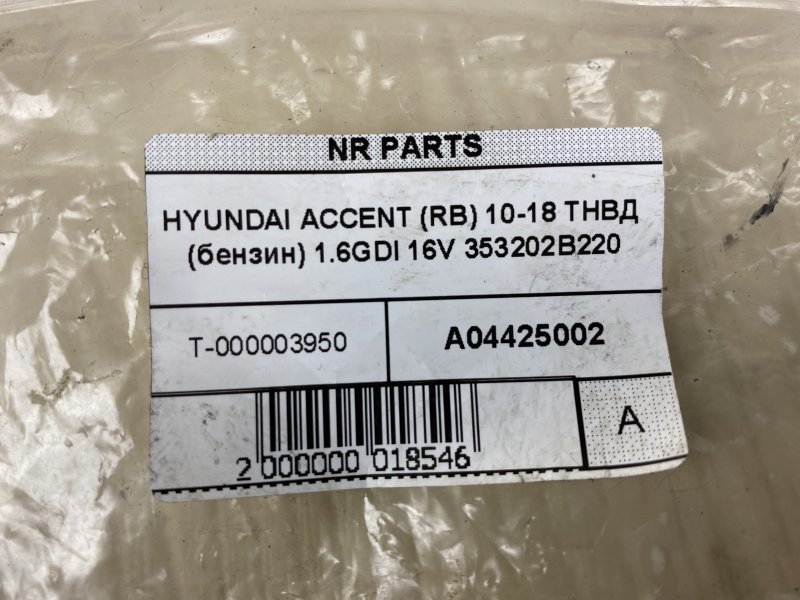 NR PARTS
HYUNDAI ACCENT (RB) 10-18 ТНВД
(бензин) 1.6GDI 16V 353202B220
T-000003950
A04425002
A
2 000000 018546